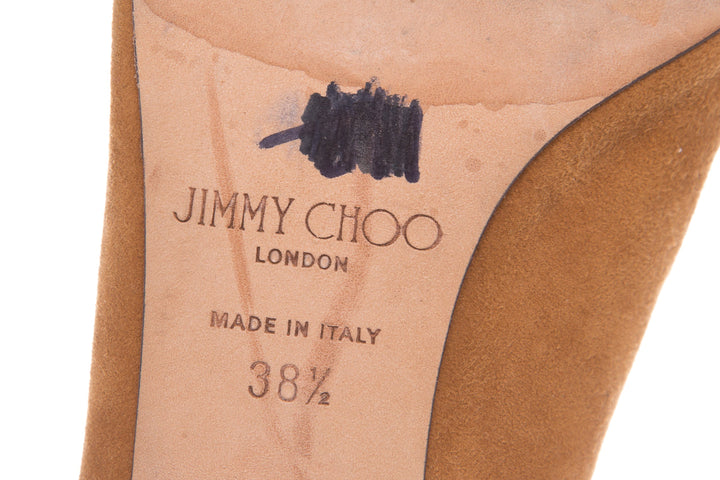 JIMMY CHOO
LONDON
MADE IN ITALY
38½